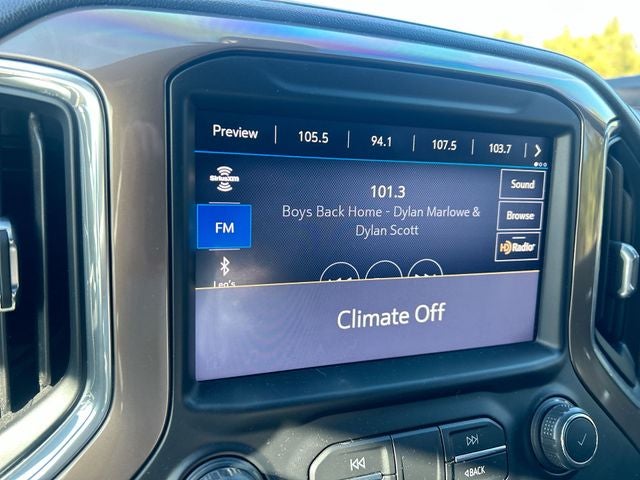 Preview 105.5 94.1 107.5 103.7
SiriusXM
101.3
Sound
Boys Back Home - Dylan Marlowe &
Dylan Scott
FM
Browse
HD Radio
Leo's
Climate Off
BACK